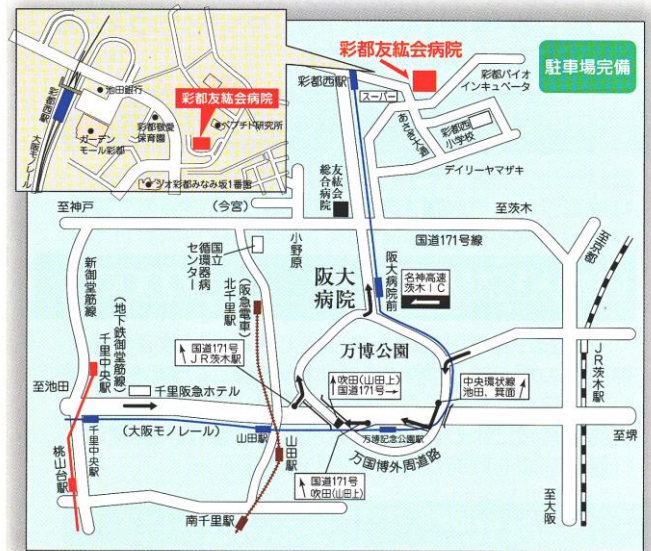 彩都友紘会病院
駐車場完備
彩都西駅
スーパー
彩都バイオ
インキュベータ
あさぎ大通
彩都西
小学校
デイリーヤマザキ
池田銀行
彩都西駅
大阪モノレール
彩都友紘会病院
彩都敬愛
保育園
ペプチド研究所
ガーデン
モール彩都
ジオ彩都みなみ坂1番館
至神戸
(今宮)
友紘会
総合病院
至茨木
国道171号線
至京都
新御堂筋線
国立
循環器病
センター
小野原
阪大
病院
阪大病院前
名神高速
茨木IC
(阪急電車)
北千里駅
(地下鉄御堂筋線)
千里中央駅
国道171号
JR茨木駅
万博公園
JR茨木駅
至池田
千里阪急ホテル
吹田(山田上)
国道171号→
中央環状線
池田、箕面
(大阪モノレール)
千里中央駅
山田駅
山田駅
万博記念公園駅
至堺
桃山台駅
万国博外周道路
国道171号
吹田(山田上)
南千里駅
至大阪